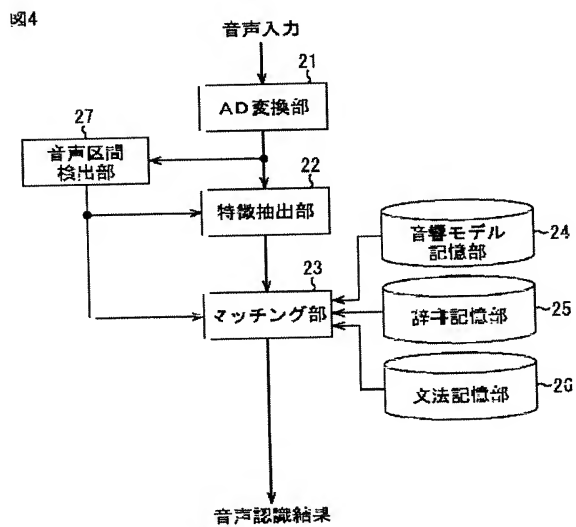 図4
音声入力
21
AD変換部
27
音声区間
検出部
22
特徴抽出部
音響モデル
記憶部
24
23
マッチング部
辞書記憶部
25
文法記憶部
26
音声認識結果